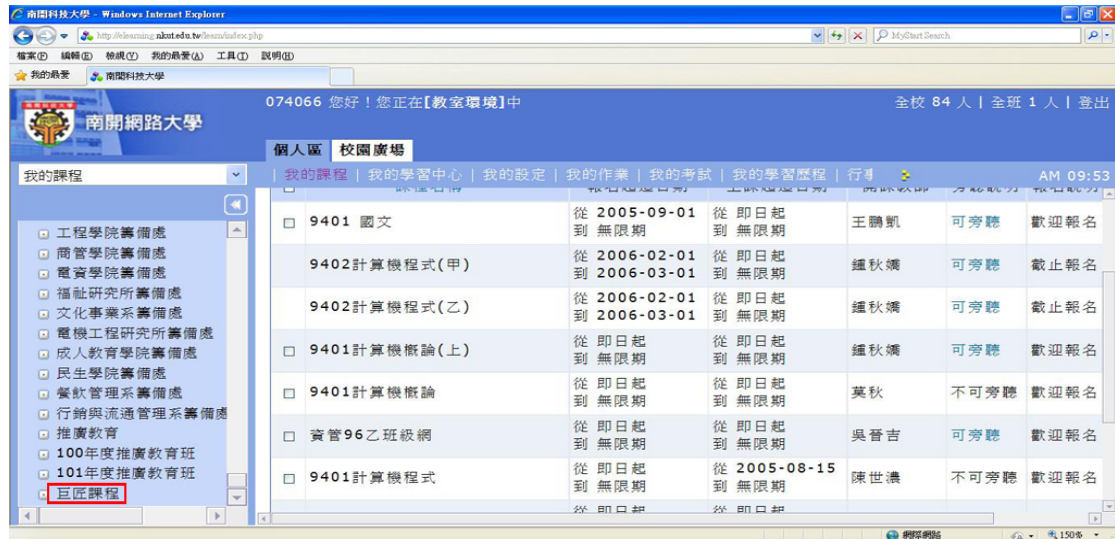 南開科技大學 - Windows Internet Explorer
http://elearning.nkut.edu.tw/learn/index.php
MyStart Search
檔案(F) 編輯(E) 檢視(V) 我的最愛(A) 工具(T) 說明(H)
我的最愛 南開科技大學
074066 您好！您正在[教室環境]中
全校 84 人 | 全班 1 人 | 登出
南開網路大學
個人區 校園廣場
我的課程
| 我的課程 | 我的學習中心 | 我的設定 | 我的作業 | 我的考試 | 我的學習歷程 | 行事
AM 09:53
工程學院籌備處
商管學院籌備處
電資學院籌備處
福祉研究所籌備處
文化事業系籌備處
電機工程研究所籌備處
成人教育學院籌備處
民生學院籌備處
餐飲管理系籌備處
行銷與流通管理系籌備處
推廣教育
100年度推廣教育班
101年度推廣教育班
巨匠課程
9401 國文 從 2005-09-01 從 即日起 王鵬凱 可旁聽 歡迎報名
到 無限期 到 無限期
9402計算機程式(甲) 從 2006-02-01 從 即日起 鍾秋嬌 可旁聽 截止報名
到 2006-03-01 到 無限期
9402計算機程式(乙) 從 2006-02-01 從 即日起 鍾秋嬌 可旁聽 截止報名
到 2006-03-01 到 無限期
9401計算機概論(上) 從 即日起 從 即日起 鍾秋嬌 可旁聽 歡迎報名
到 無限期 到 無限期
9401計算機概論 從 即日起 從 即日起 莫秋 不可旁聽 歡迎報名
到 無限期 到 無限期
資管96乙班級網 從 即日起 從 即日起 吳晉吉 可旁聽 歡迎報名
到 無限期 到 無限期
9401計算機程式 從 即日起 從 2005-08-15 陳世濃 不可旁聽 歡迎報名
到 無限期 到 無限期
從 即日起 從 即日起
網際網路 150%